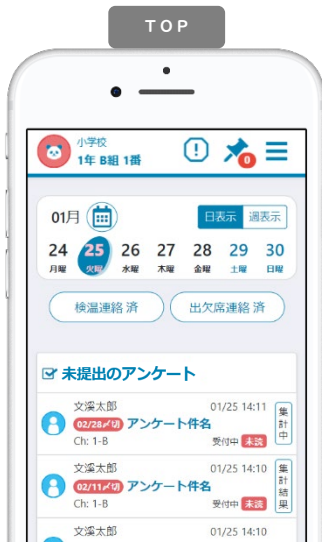 TOP
小学校
1年 B組 1番
0
01月
日表示 週表示
24 25 26 27 28 29 30
月曜 火曜 水曜 木曜 金曜 土曜 日曜
検温連絡 済 出欠席連絡 済
未提出のアンケート
文溪太郎 01/25 14:11
02/28〆切 アンケート件名 集計中
Ch: 1-B 受付中 未読
文溪太郎 01/25 14:10
02/11〆切 アンケート件名 集計結果
Ch: 1-B 受付中 未読
文溪太郎 01/25 14:10